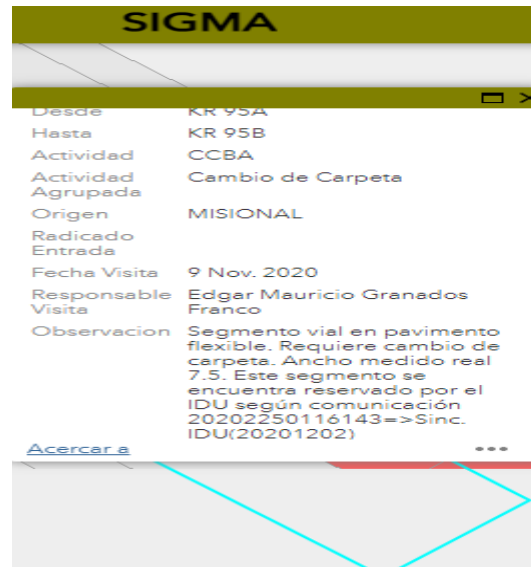 SIGMA
Desde KR 95A
Hasta KR 95B
Actividad CCBA
Actividad Cambio de Carpeta
Agrupada
Origen MISIONAL
Radicado
Entrada
Fecha Visita 9 Nov. 2020
Responsable Edgar Mauricio Granados
Visita Franco
Observacion Segmento vial en pavimento
flexible. Requiere cambio de
carpeta. Ancho medido real
7.5. Este segmento se
encuentra reservado por el
IDU según comunicación
20202250116143=>Sinc.
IDU(20201202)
Acercar a